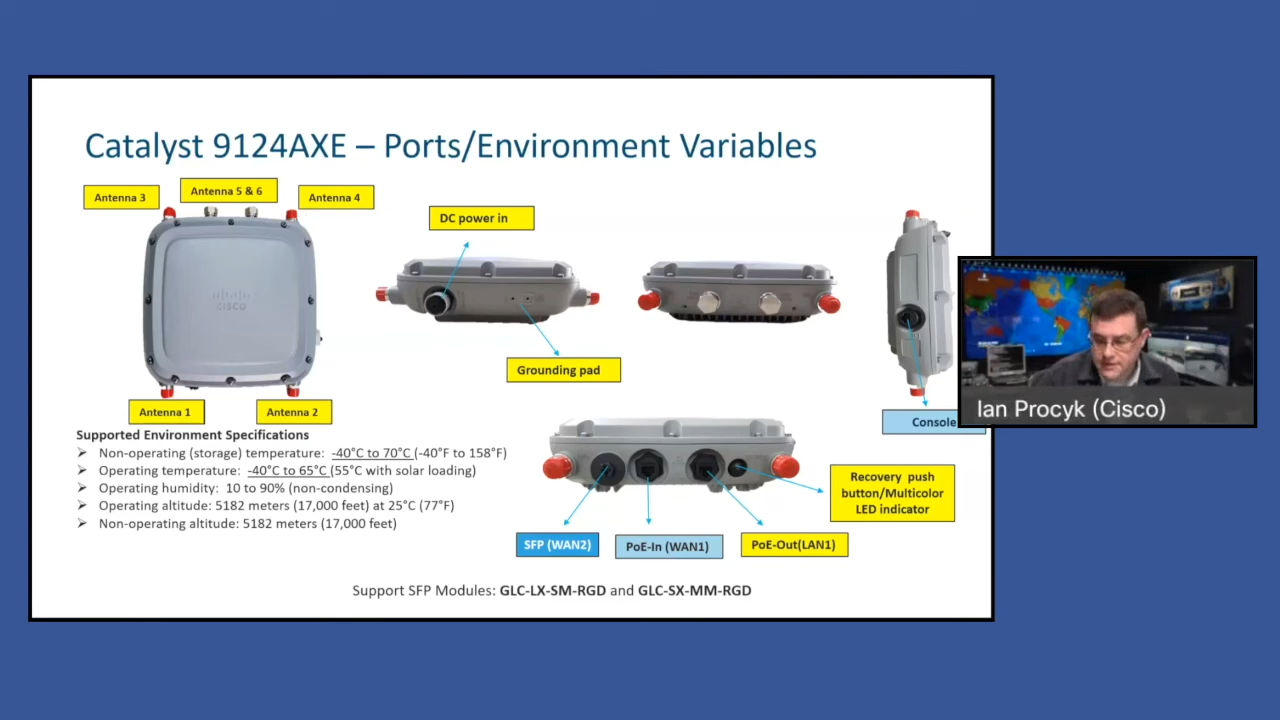 Catalyst 9124AXE – Ports/Environment Variables
Antenna 3
Antenna 5 & 6
Antenna 4
DC power in
CISCO
Grounding pad
Antenna 1
Antenna 2
Console
Ian Procyk (Cisco)
Supported Environment Specifications
➢ Non-operating (storage) temperature: -40°C to 70°C (-40°F to 158°F)
➢ Operating temperature: -40°C to 65°C (55°C with solar loading)
➢ Operating humidity: 10 to 90% (non-condensing)
➢ Operating altitude: 5182 meters (17,000 feet) at 25°C (77°F)
➢ Non-operating altitude: 5182 meters (17,000 feet)
Recovery push
button/Multicolor
LED indicator
SFP (WAN2)
PoE-In (WAN1)
PoE-Out(LAN1)
Support SFP Modules: GLC-LX-SM-RGD and GLC-SX-MM-RGD